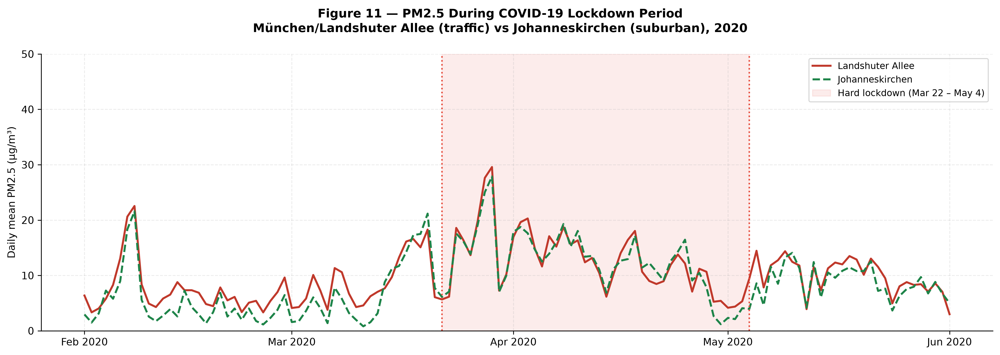 Figure 11 — PM2.5 During COVID-19 Lockdown Period
München/Landshuter Allee (traffic) vs Johanneskirchen (suburban), 2020
Daily mean PM2.5 (µg/m³)
50
40
30
20
10
0
Landshuter Allee
Johanneskirchen
Hard lockdown (Mar 22 – May 4)
Feb 2020
Mar 2020
Apr 2020
May 2020
Jun 2020